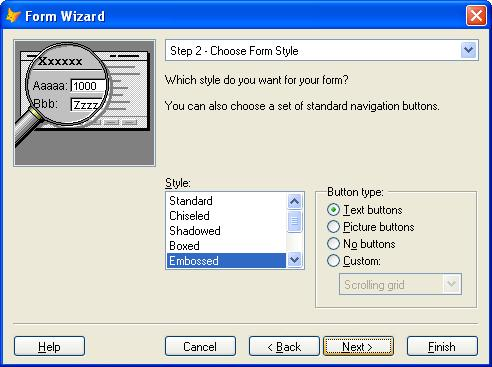 Form Wizard
Step 2 - Choose Form Style
Xxxxxx
Aaaaa: 1000
Bbb: Zzzz
Which style do you want for your form?
You can also choose a set of standard navigation buttons.
Style:
Standard
Chiseled
Shadowed
Boxed
Embossed
Button type:
Text buttons
Picture buttons
No buttons
Custom:
Scrolling grid
Help
Cancel
< Back
Next >
Finish